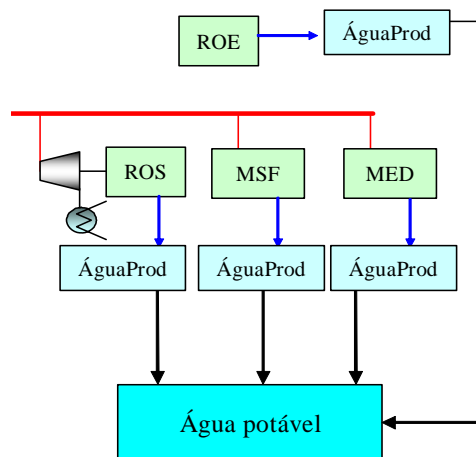 ROE
ÁguaProd
ROS
MSF
MED
ÁguaProd
ÁguaProd
ÁguaProd
Água potável